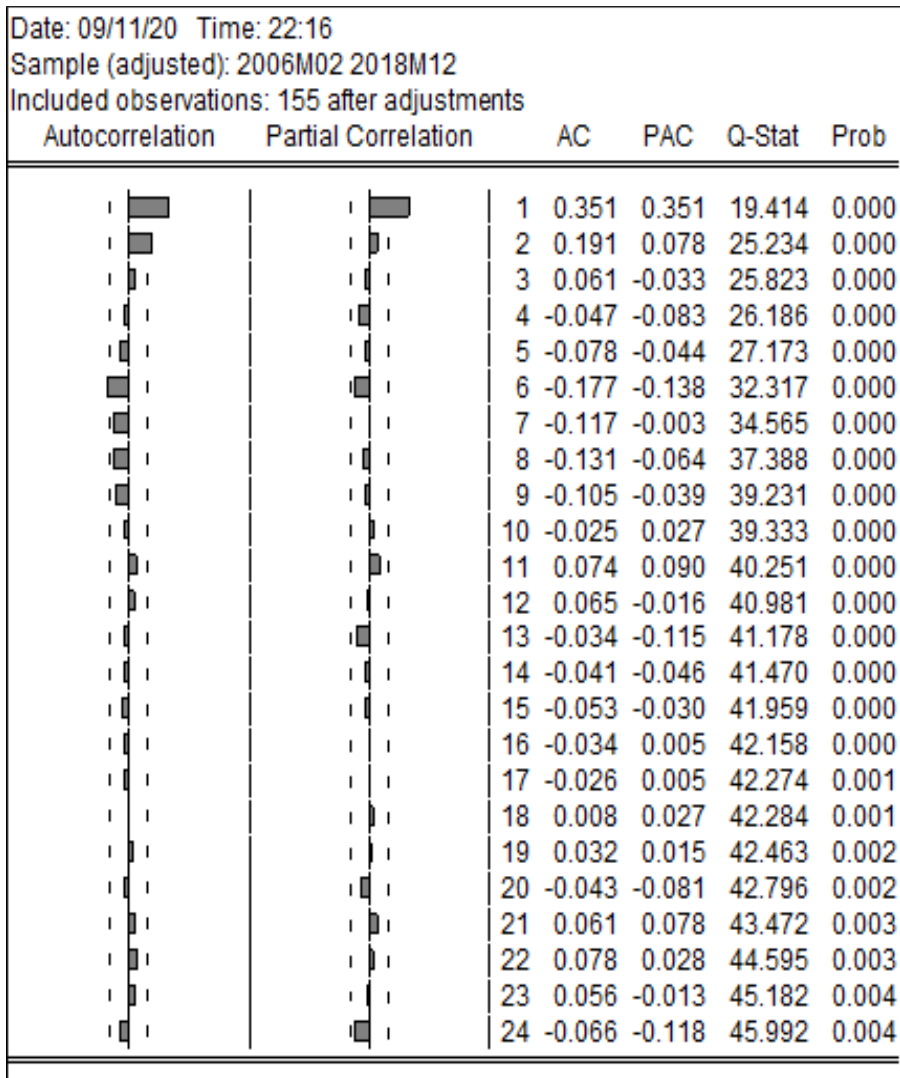 Date: 09/11/20 Time: 22:16
Sample (adjusted): 2006M02 2018M12
Included observations: 155 after adjustments
Autocorrelation Partial Correlation AC PAC Q-Stat Prob
1 0.351 0.351 19.414 0.000
2 0.191 0.078 25.234 0.000
3 0.061 -0.033 25.823 0.000
4 -0.047 -0.083 26.186 0.000
5 -0.078 -0.044 27.173 0.000
6 -0.177 -0.138 32.317 0.000
7 -0.117 -0.003 34.565 0.000
8 -0.131 -0.064 37.388 0.000
9 -0.105 -0.039 39.231 0.000
10 -0.025 0.027 39.333 0.000
11 0.074 0.090 40.251 0.000
12 0.065 -0.016 40.981 0.000
13 -0.034 -0.115 41.178 0.000
14 -0.041 -0.046 41.470 0.000
15 -0.053 -0.030 41.959 0.000
16 -0.034 0.005 42.158 0.000
17 -0.026 0.005 42.274 0.001
18 0.008 0.027 42.284 0.001
19 0.032 0.015 42.463 0.002
20 -0.043 -0.081 42.796 0.002
21 0.061 0.078 43.472 0.003
22 0.078 0.028 44.595 0.003
23 0.056 -0.013 45.182 0.004
24 -0.066 -0.118 45.992 0.004